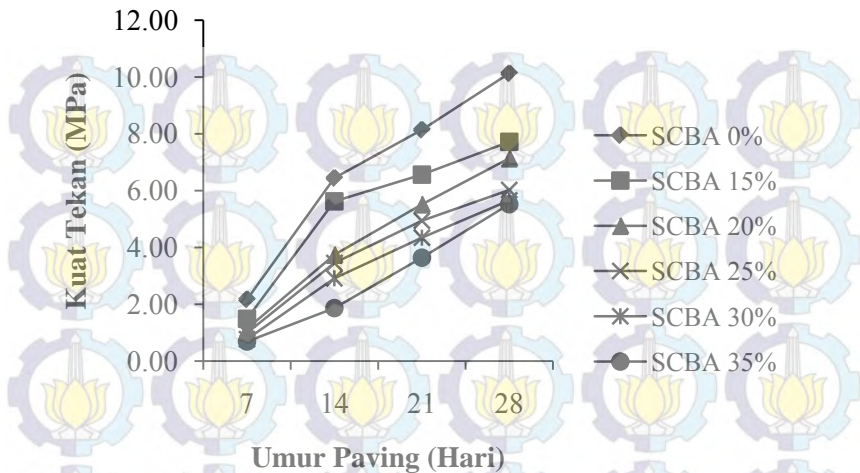 12.00
10.00
8.00
6.00
4.00
2.00
0.00
Kuat Tekan (MPa)
7 14 21 28
Umur Paving (Hari)
SCBA 0%
SCBA 15%
SCBA 20%
SCBA 25%
SCBA 30%
SCBA 35%